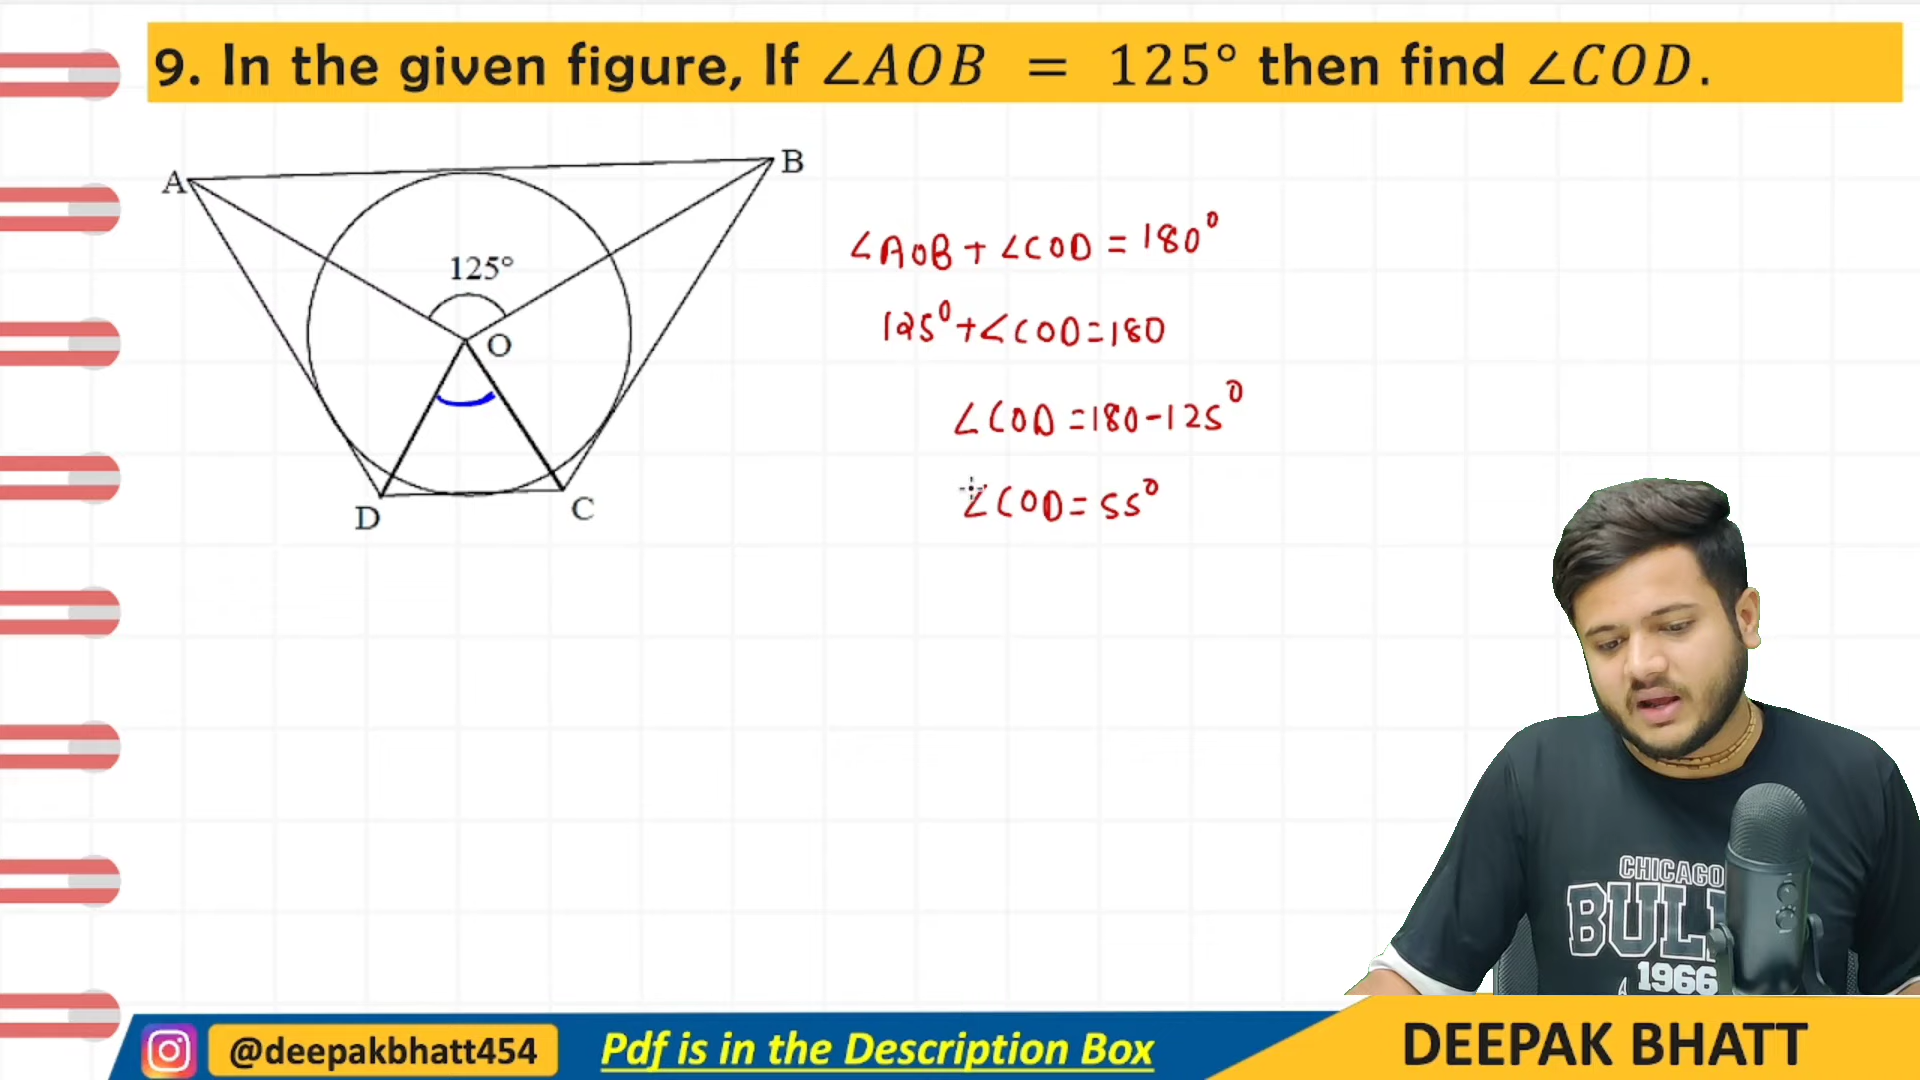 9. In the given figure, If ∠AOB = 125° then find ∠COD.
A
B
125°
O
D
C
∠AOB + ∠COD = 180°
125° + ∠COD = 180
∠COD = 180 - 125°
∠COD = 55°
CHICAGO
BULL
1966
@deepakbhatt454
Pdf is in the Description Box
DEEPAK BHATT